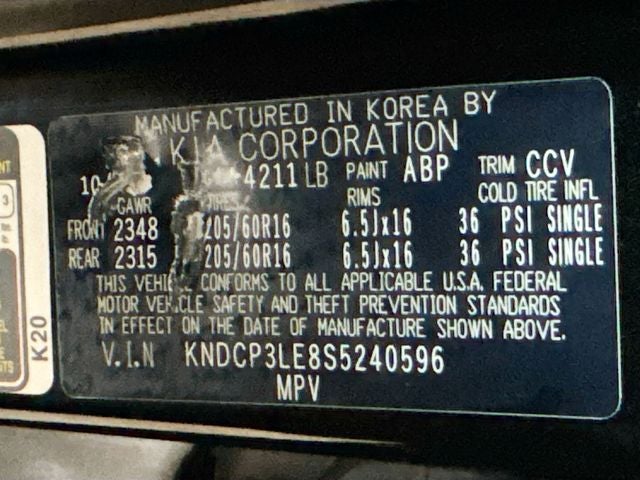 MANUFACTURED IN KOREA BY
KIA CORPORATION
10 4211 LB PAINT ABP TRIM CCV
GAWR TIRES RIMS COLD TIRE INFL
FRONT 2348 205/60R16 6.5Jx16 36 PSI SINGLE
REAR 2315 205/60R16 6.5Jx16 36 PSI SINGLE
THIS VEHICLE CONFORMS TO ALL APPLICABLE U.S.A. FEDERAL
MOTOR VEHICLE SAFETY AND THEFT PREVENTION STANDARDS
IN EFFECT ON THE DATE OF MANUFACTURE SHOWN ABOVE.
V.I.N KNDCP3LE8S5240596
MPV
K20
3